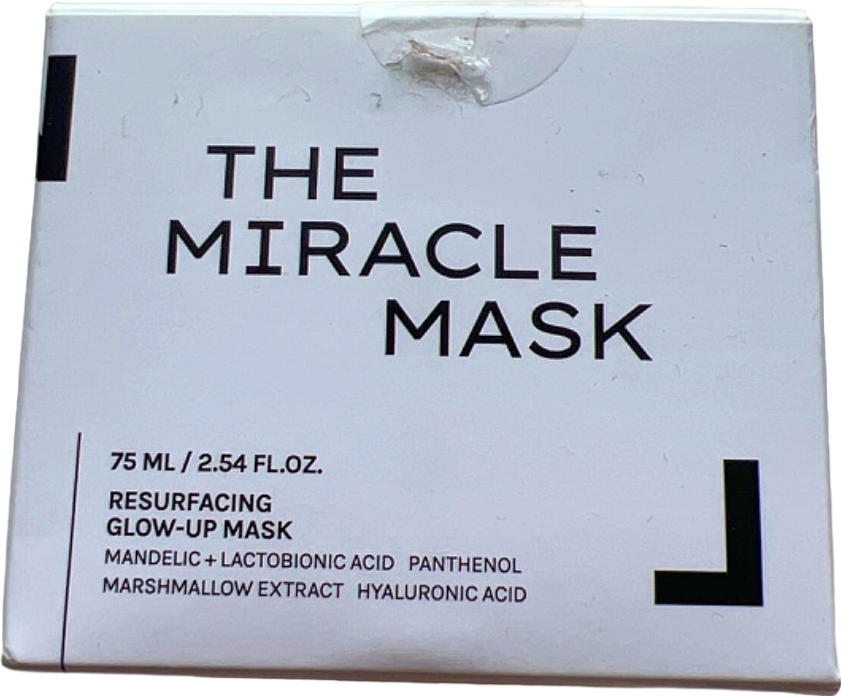 THE
MIRACLE
MASK
75 ML / 2.54 FL.OZ.
RESURFACING
GLOW-UP MASK
MANDELIC + LACTOBIONIC ACID PANTHENOL
MARSHMALLOW EXTRACT HYALURONIC ACID